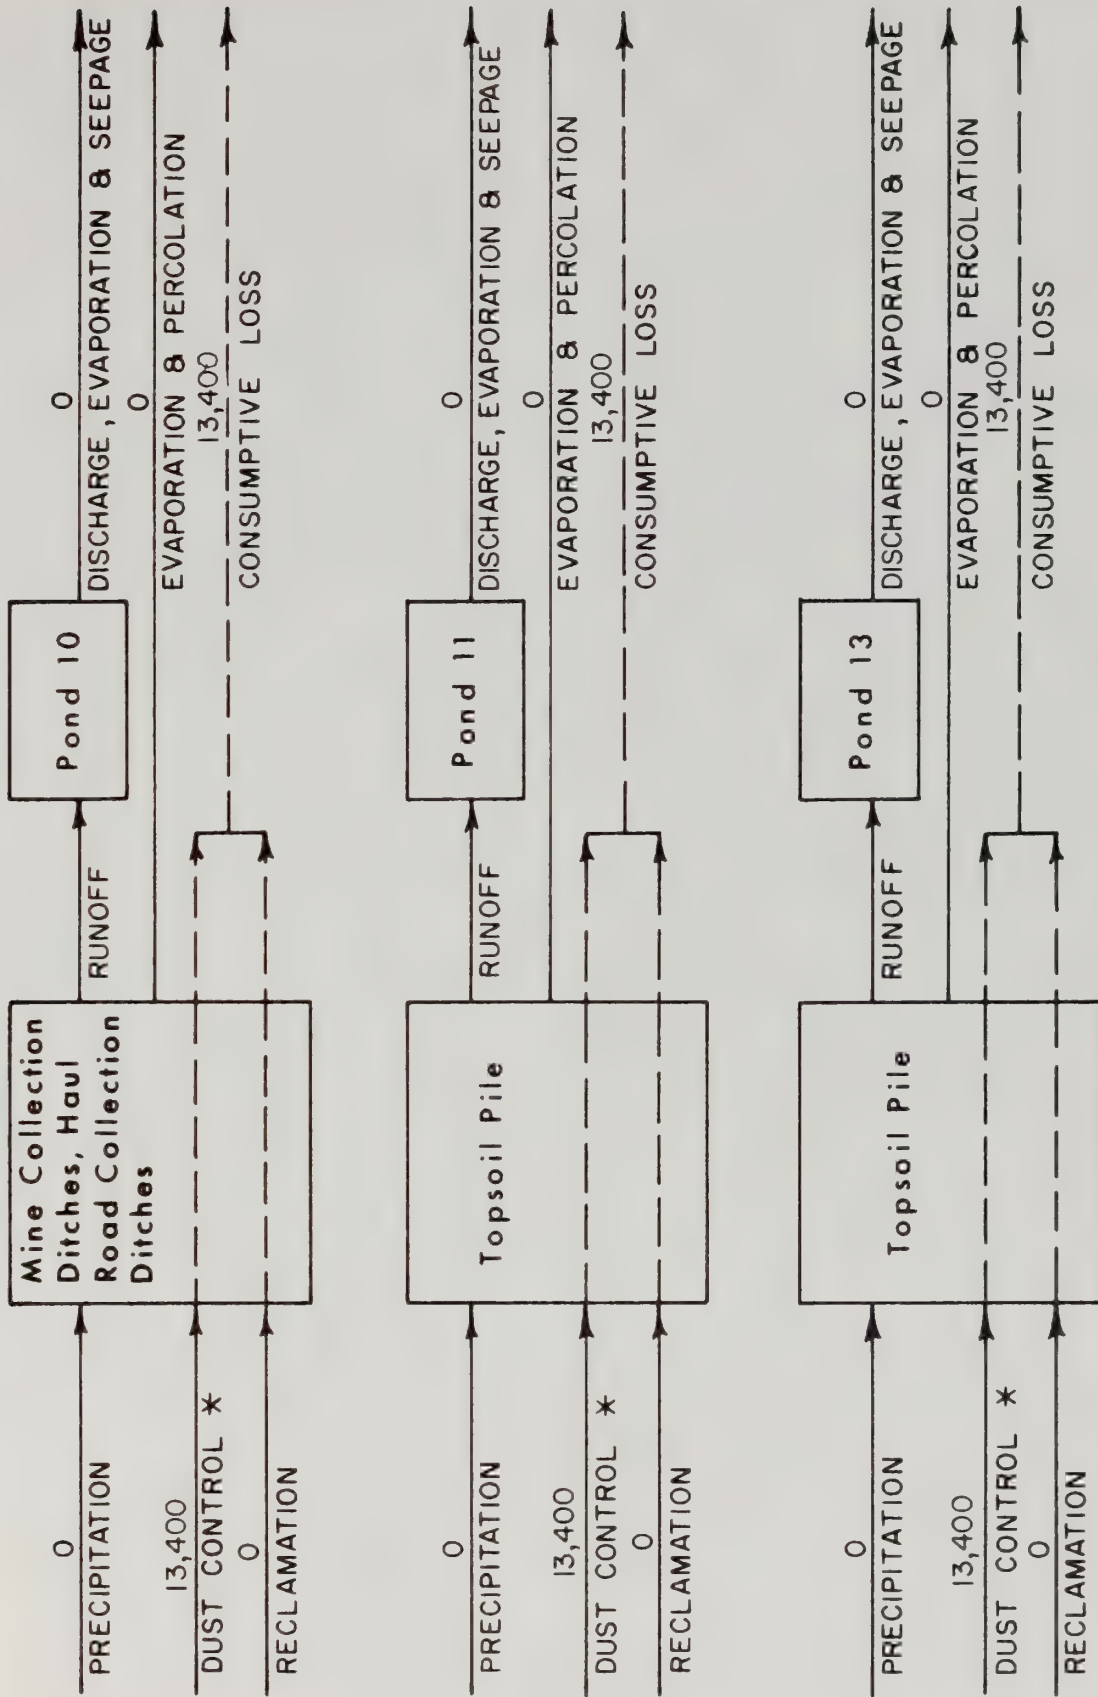 0
PRECIPITATION
13,400
DUST CONTROL *
0
RECLAMATION
Mine Collection
Ditches, Haul
Road Collection
Ditches
RUNOFF
Pond 10
0
DISCHARGE, EVAPORATION & SEEPAGE
0
EVAPORATION & PERCOLATION
13,400
CONSUMPTIVE LOSS
0
PRECIPITATION
13,400
DUST CONTROL *
0
RECLAMATION
Topsoil Pile
RUNOFF
Pond 11
0
DISCHARGE, EVAPORATION & SEEPAGE
0
EVAPORATION & PERCOLATION
13,400
CONSUMPTIVE LOSS
0
PRECIPITATION
13,400
DUST CONTROL *
0
RECLAMATION
Topsoil Pile
RUNOFF
Pond 13
0
DISCHARGE, EVAPORATION & SEEPAGE
0
EVAPORATION & PERCOLATION
13,400
CONSUMPTIVE LOSS